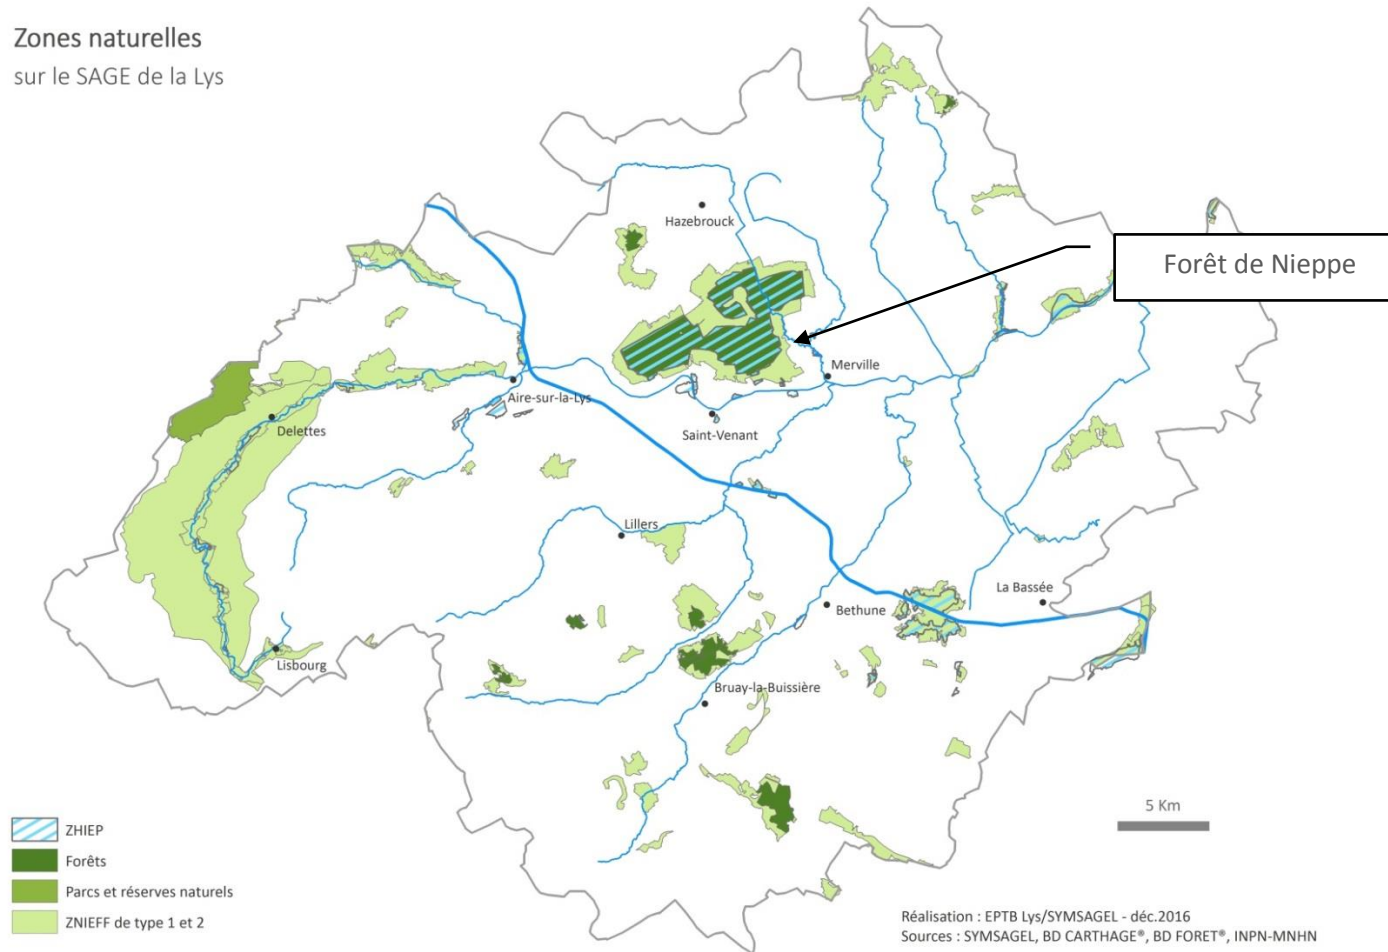 Zones naturelles
sur le SAGE de la Lys
Hazebrouck
Forêt de Nieppe
Merville
Aire-sur-la-Lys
Saint-Venant
Delettes
Lillers
La Bassée
Bethune
Lisbourg
Bruay-la-Buissière
5 Km
ZHIEP
Forêts
Parcs et réserves naturels
ZNIEFF de type 1 et 2
Réalisation : EPTB Lys/SYMSAGEL - déc.2016
Sources : SYMSAGEL, BD CARTHAGE®, BD FORET®, INPN-MNHN